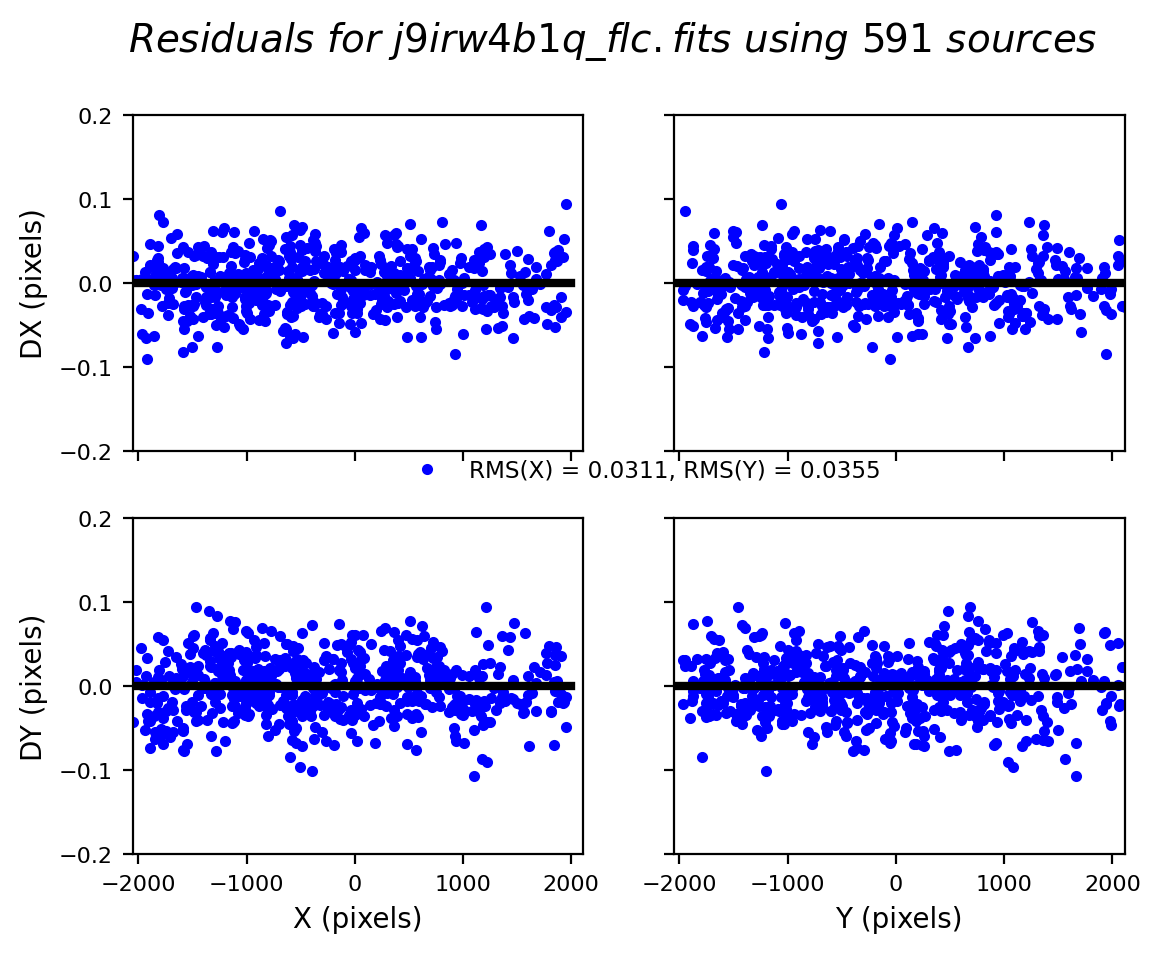 Residuals for j9irw4b1q_flc.fits using 591 sources
0.2
0.1
0.0
−0.1
−0.2
DX (pixels)
RMS(X) = 0.0311, RMS(Y) = 0.0355
0.2
0.1
0.0
−0.1
−0.2
DY (pixels)
−2000 −1000 0 1000 2000
−2000 −1000 0 1000 2000
X (pixels)
Y (pixels)